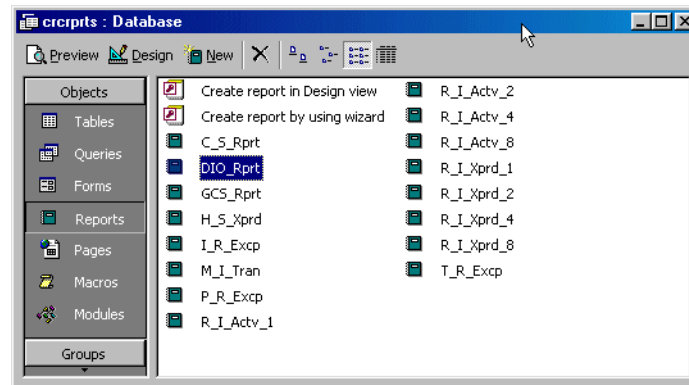 crcrprts : Database
Preview Design New
Objects
Tables
Queries
Forms
Reports
Pages
Macros
Modules
Groups
Create report in Design view
Create report by using wizard
C_S_Rprt
DIO_Rprt
GCS_Rprt
H_S_Xprd
I_R_Excp
M_I_Tran
P_R_Excp
R_I_Actv_1
R_I_Actv_2
R_I_Actv_4
R_I_Actv_8
R_I_Xprd_1
R_I_Xprd_2
R_I_Xprd_4
R_I_Xprd_8
T_R_Excp